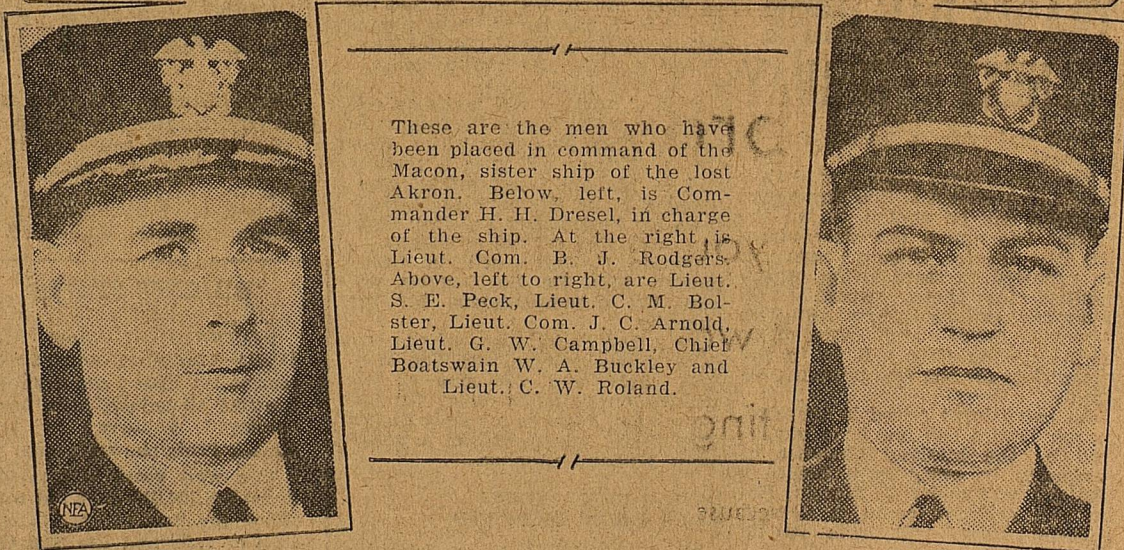 These are the men who have
been placed in command of the
Macon, sister ship of the lost
Akron. Below, left, is Com-
mander H. H. Dresel, in charge
of the ship. At the right is
Lieut. Com. B. J. Rodgers.
Above, left to right, are Lieut.
S. E. Peck, Lieut. C. M. Bol-
ster, Lieut. Com. J. C. Arnold,
Lieut. G. W. Campbell, Chief
Boatswain W. A. Buckley and
Lieut. C. W. Roland.
NEA